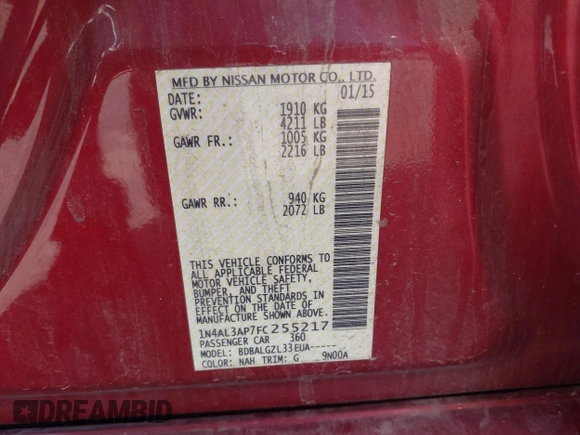 MFD BY NISSAN MOTOR CO., LTD.
DATE: 01/15
GVWR: 1910 KG
4211 LB
GAWR FR.: 1005 KG
2216 LB
GAWR RR.: 940 KG
2072 LB
THIS VEHICLE CONFORMS TO
ALL APPLICABLE FEDERAL
MOTOR VEHICLE SAFETY,
BUMPER, AND THEFT
PREVENTION STANDARDS IN
EFFECT ON THE DATE OF
MANUFACTURE SHOWN ABOVE.
1N4AL3AP7FC255217
PASSENGER CAR 360
MODEL: BDBALGZL33EUA-----
COLOR: NAH TRIM: G 9N00A
DREAMBID